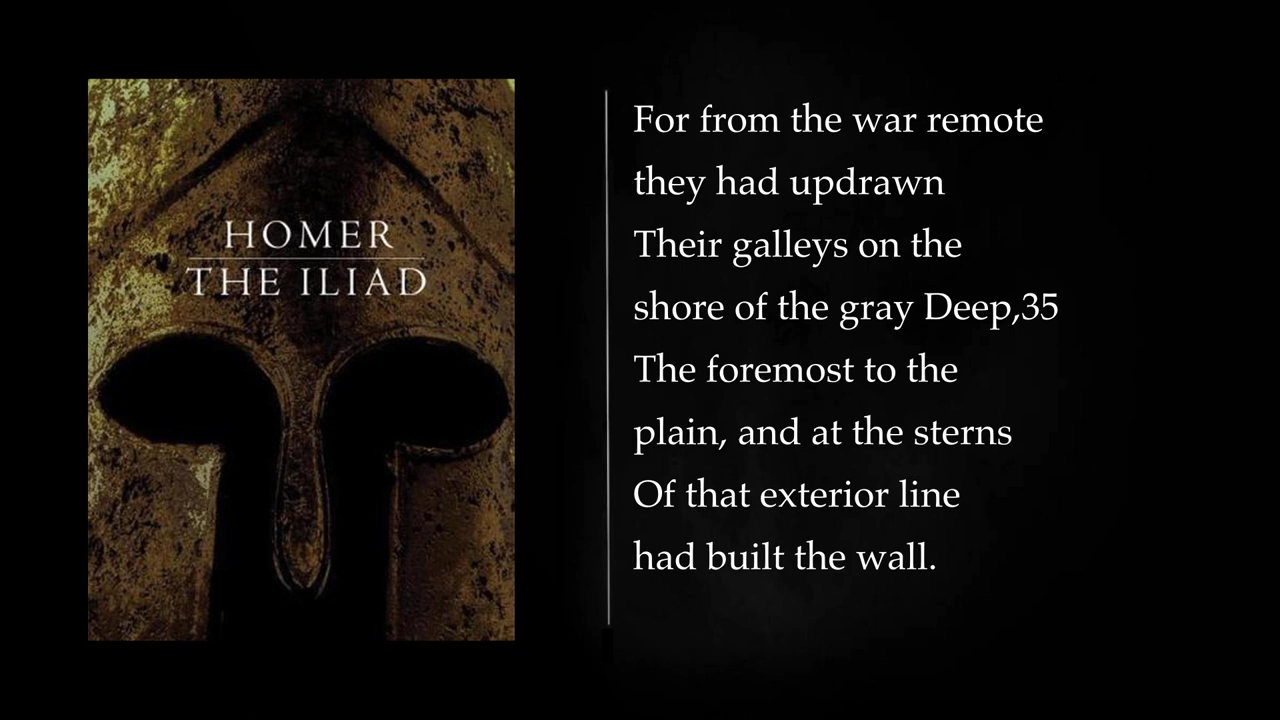 HOMER
THE ILIAD
For from the war remote
they had updrawn
Their galleys on the
shore of the gray Deep,35
The foremost to the
plain, and at the sterns
Of that exterior line
had built the wall.